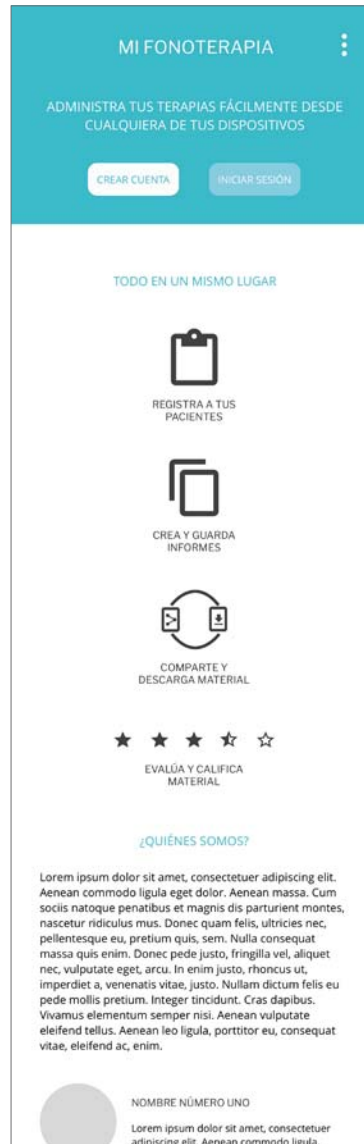 MI FONOTERAPIA
ADMINISTRA TUS TERAPIAS FÁCILMENTE DESDE
CUALQUIERA DE TUS DISPOSITIVOS
CREAR CUENTA
INICIAR SESIÓN
TODO EN UN MISMO LUGAR
REGISTRA A TUS
PACIENTES
CREA Y GUARDA
INFORMES
COMPARTE Y
DESCARGA MATERIAL
EVALÚA Y CALIFICA
MATERIAL
¿QUIÉNES SOMOS?
Lorem ipsum dolor sit amet, consectetuer adipiscing elit.
Aenean commodo ligula eget dolor. Aenean massa. Cum
sociis natoque penatibus et magnis dis parturient montes,
nascetur ridiculus mus. Donec quam felis, ultricies nec,
pellentesque eu, pretium quis, sem. Nulla consequat
massa quis enim. Donec pede justo, fringilla vel, aliquet
nec, vulputate eget, arcu. In enim justo, rhoncus ut,
imperdiet a, venenatis vitae, justo. Nullam dictum felis eu
pede mollis pretium. Integer tincidunt. Cras dapibus.
Vivamus elementum semper nisi. Aenean vulputate
eleifend tellus. Aenean leo ligula, porttitor eu, consequat
vitae, eleifend ac, enim.
NOMBRE NÚMERO UNO
Lorem ipsum dolor sit amet, consectetuer
adipiscing elit. Aenean commodo ligula